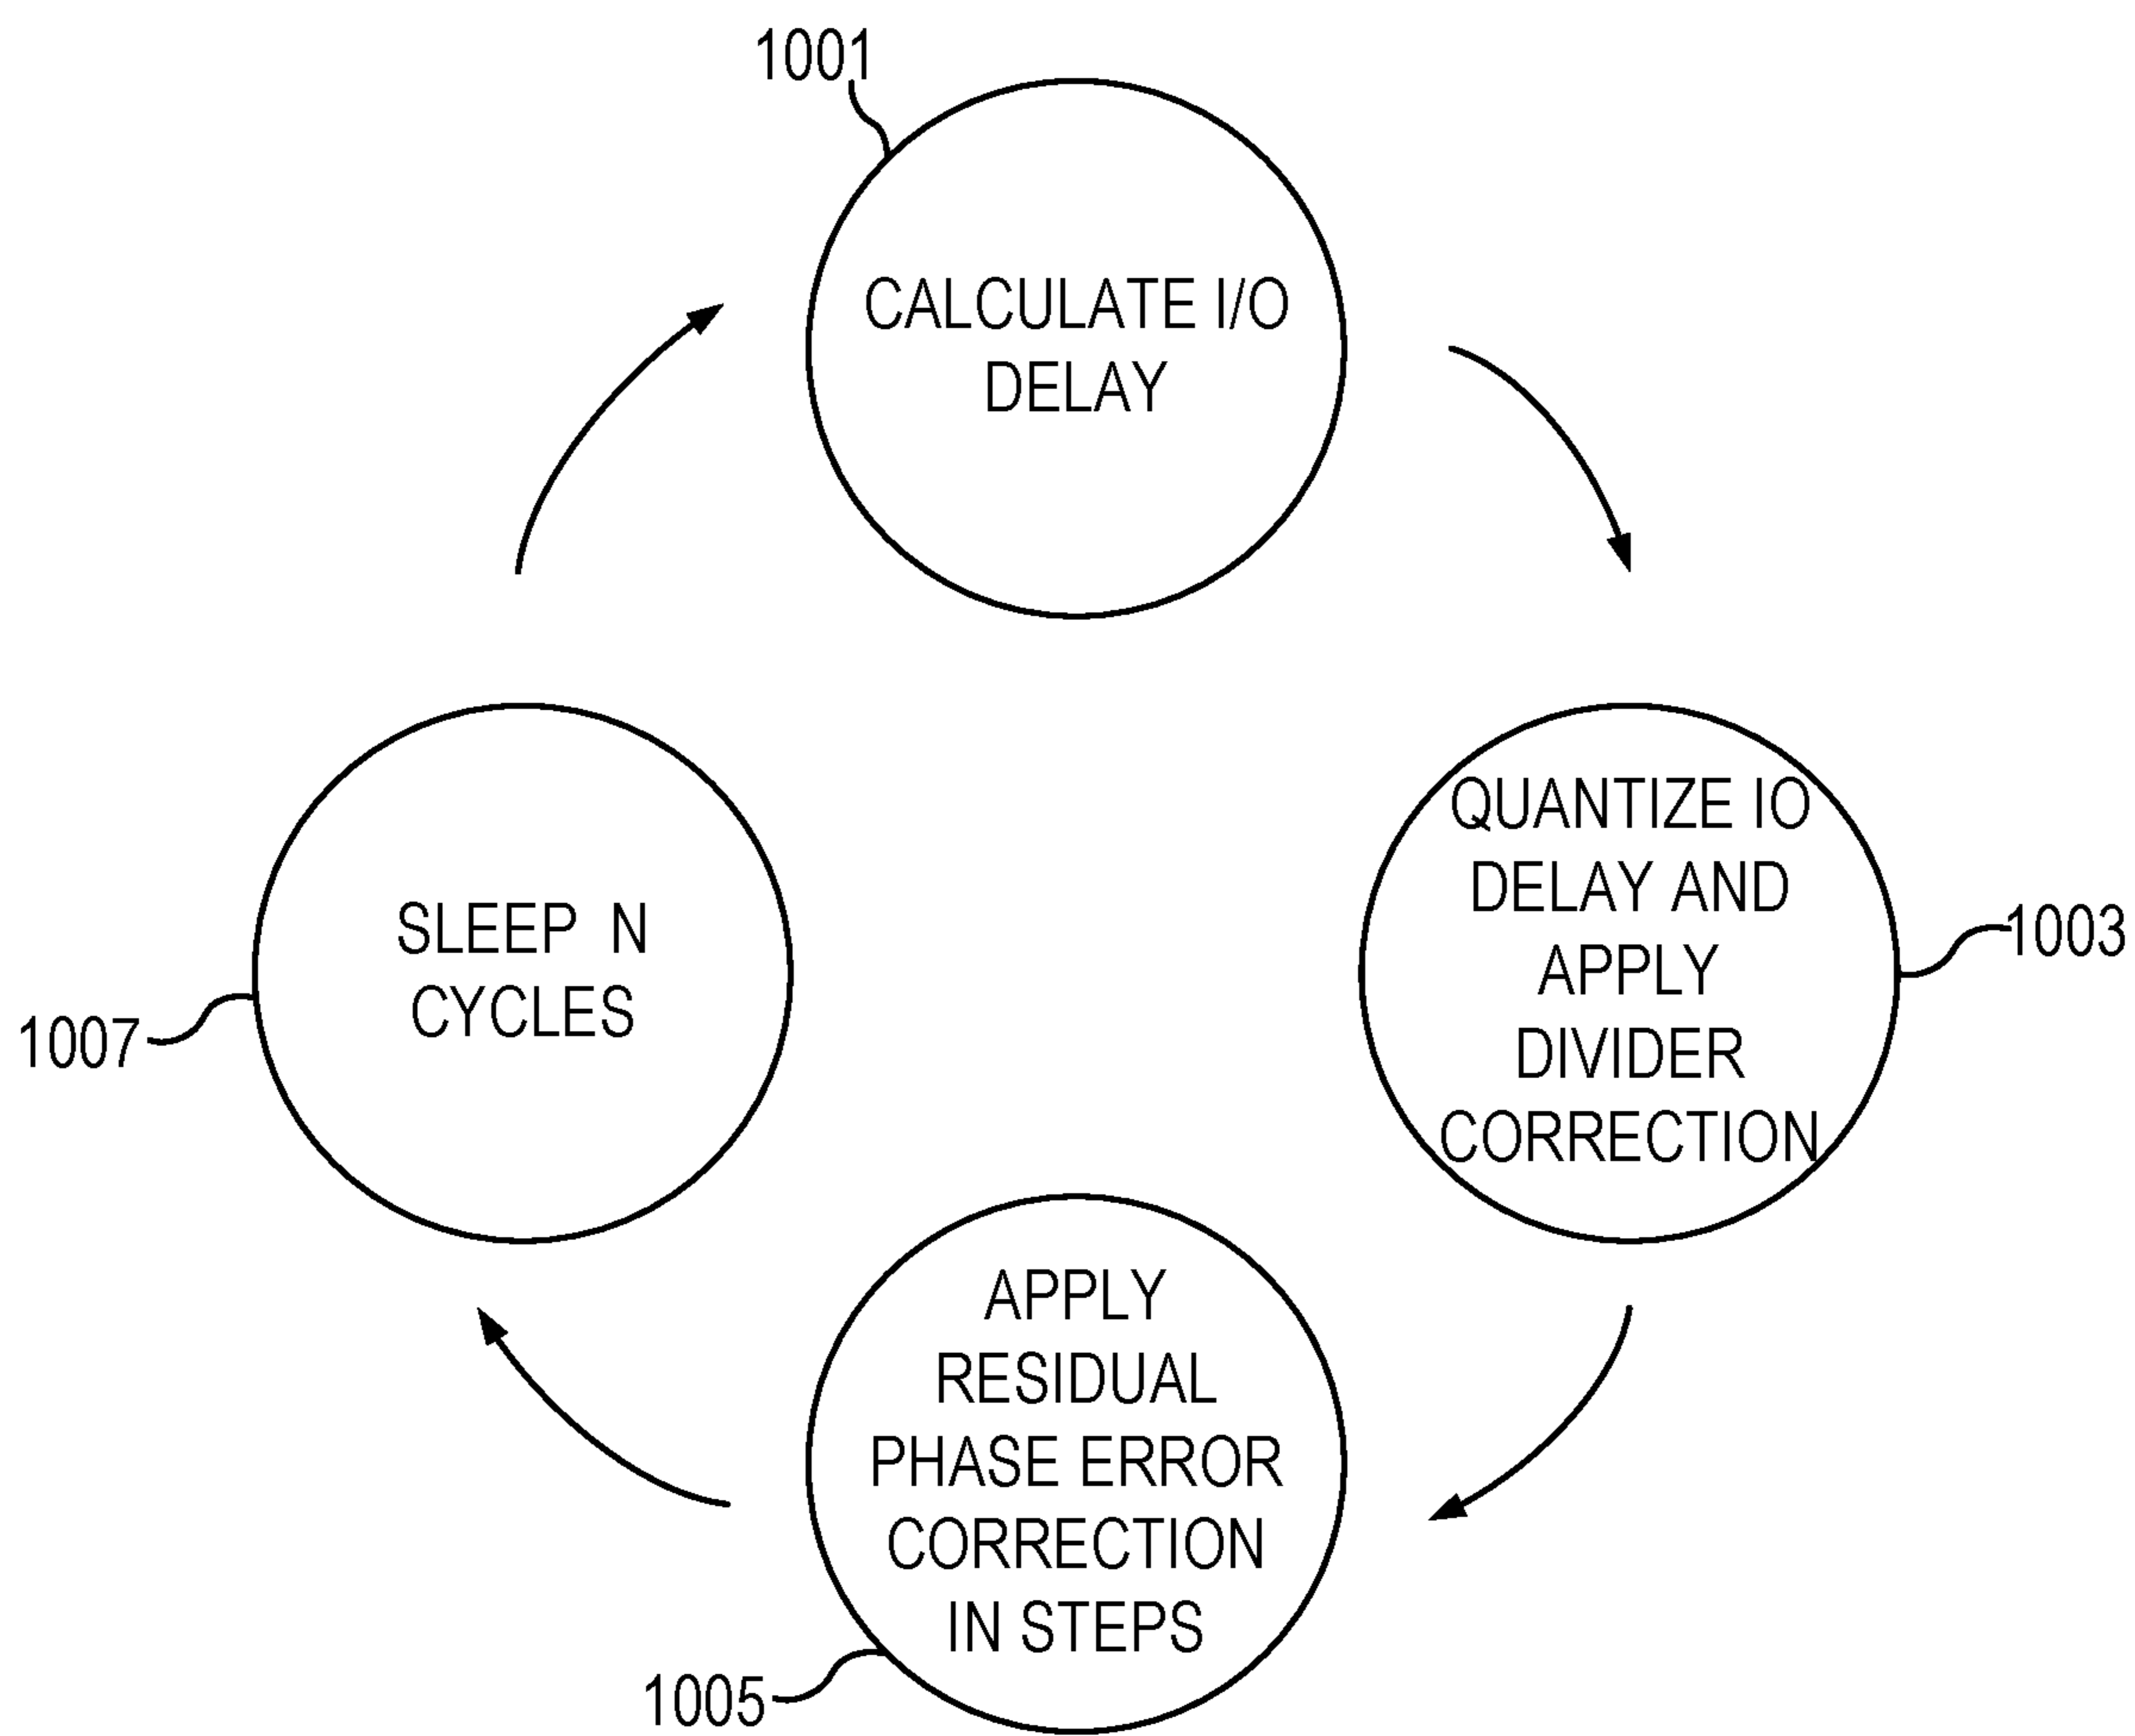 1001
CALCULATE I/O
DELAY
QUANTIZE IO
DELAY AND
APPLY
DIVIDER
CORRECTION
1003
SLEEP N
CYCLES
1007
APPLY
RESIDUAL
PHASE ERROR
CORRECTION
IN STEPS
1005